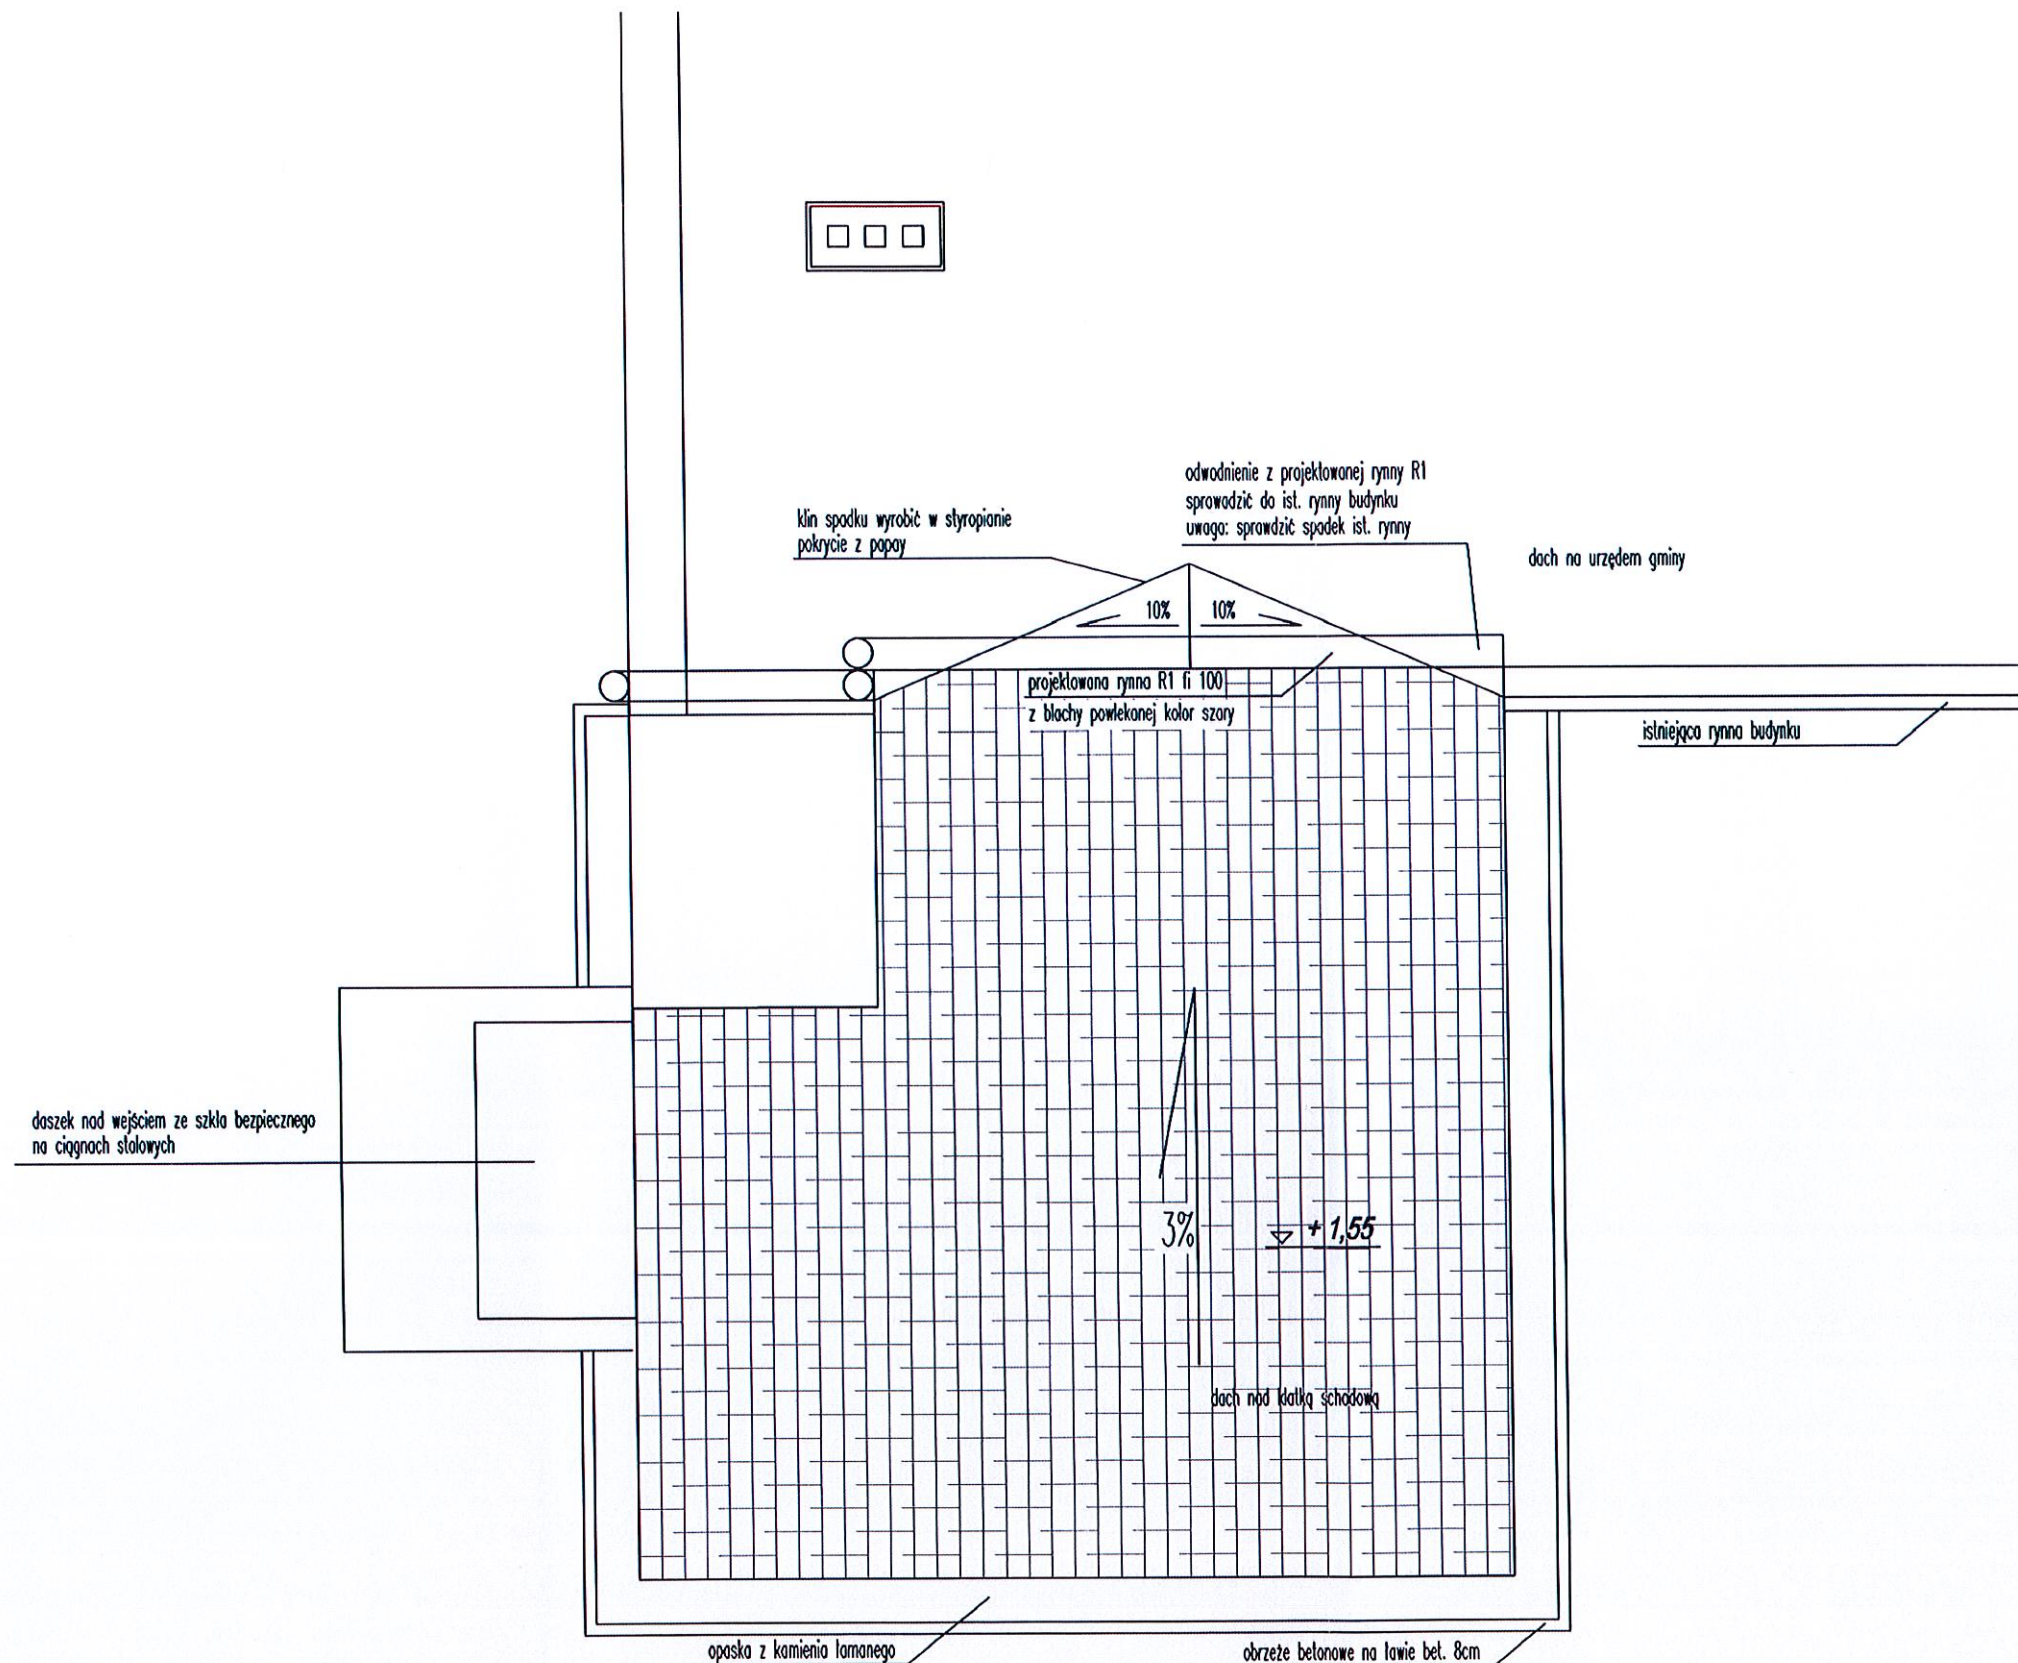 odwodnienie z projektowanej rynny R1
sprowadzić do ist. rynny budynku
uwaga: sprawdzić spadek ist. rynny
klin spadku wyrobić w styropianie
pokrycie z papay
dach na urzędem gminy
10% 10%
projektowana rynna R1 fi 100
z blachy powlekanej kolor szary
istniejąca rynna budynku
daszek nad wejściem ze szkła bezpiecznego
na ciągnach stalowych
3%
+ 1,55
dach nad klatką schodową
opaska z kamienia łamanego
obrzeże betonowe na ławie bet. 8cm